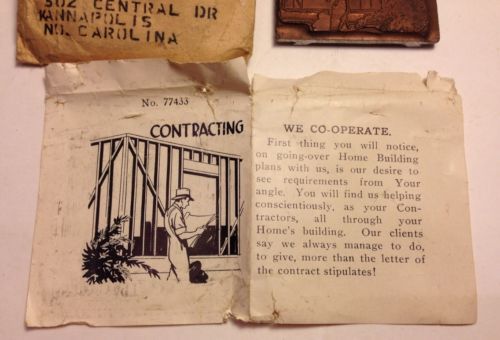 302 CENTRAL DR
KANNAPOLIS
NO. CAROLINA
No. 77433
CONTRACTING
WE CO-OPERATE.
First thing you will notice,
on going-over Home Building
plans with us, is our desire to
see requirements from Your
angle. You will find us helping
conscientiously, as your Con-
tractors, all through your
Home's building. Our clients
say we always manage to do,
to give, more than the letter of
the contract stipulates!